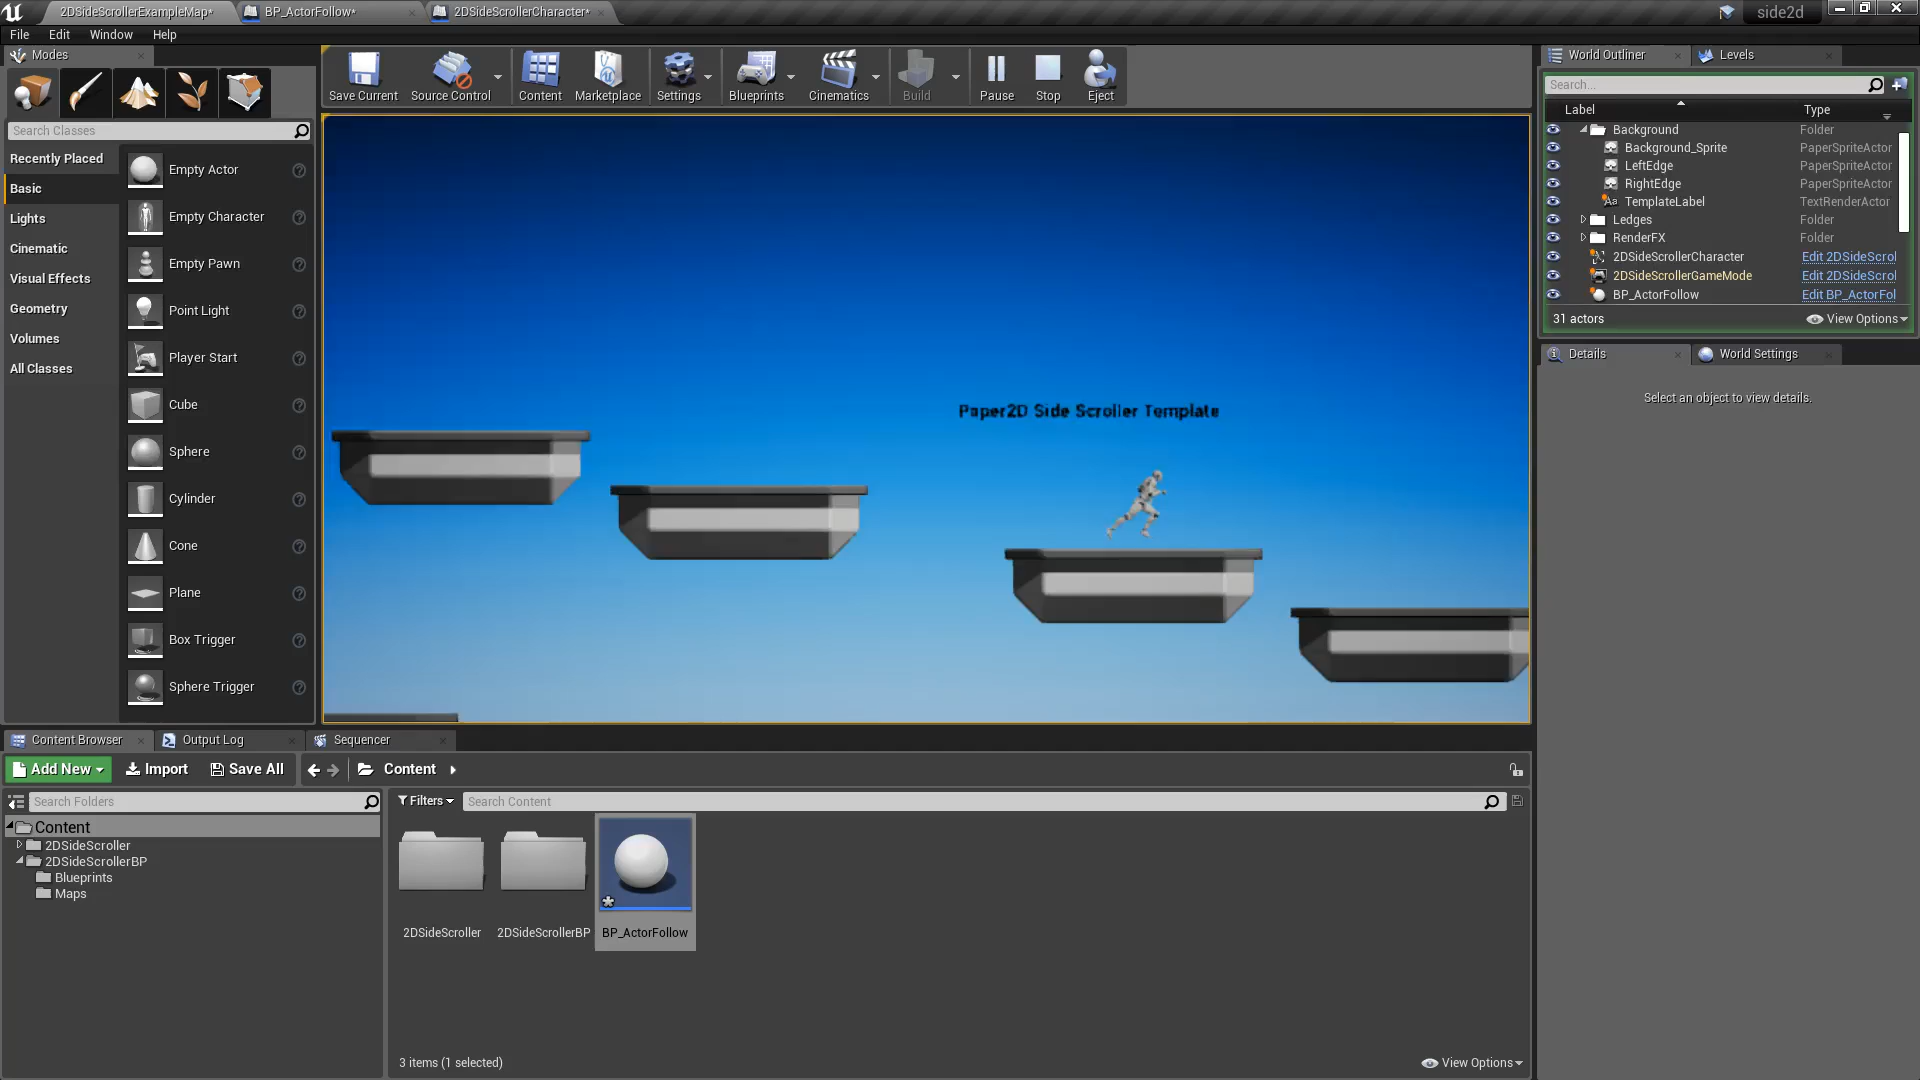 2DSideScrollerExampleMap*
BP_ActorFollow*
2DSideScrollerCharacter*
side2d
File
Edit
Window
Help
Modes
Save Current
Source Control
Content
Marketplace
Settings
Blueprints
Cinematics
Build
Pause
Stop
Eject
Search Classes
Recently Placed
Basic
Lights
Cinematic
Visual Effects
Geometry
Volumes
All Classes
Empty Actor
Empty Character
Empty Pawn
Point Light
Player Start
Cube
Sphere
Cylinder
Cone
Plane
Box Trigger
Sphere Trigger
Paper2D Side Scroller Template
World Outliner
Levels
Search...
Label
Type
Background
Folder
Background_Sprite
PaperSpriteActor
LeftEdge
PaperSpriteActor
RightEdge
PaperSpriteActor
TemplateLabel
TextRenderActor
Ledges
Folder
RenderFX
Folder
2DSideScrollerCharacter
Edit 2DSideScrol
2DSideScrollerGameMode
Edit 2DSideScrol
BP_ActorFollow
Edit BP_ActorFol
31 actors
View Options
Details
World Settings
Select an object to view details.
Content Browser
Output Log
Sequencer
Add New
Import
Save All
Content
Search Folders
Filters
Search Content
Content
2DSideScroller
2DSideScrollerBP
Blueprints
Maps
2DSideScroller
2DSideScrollerBP
BP_ActorFollow
3 items (1 selected)
View Options